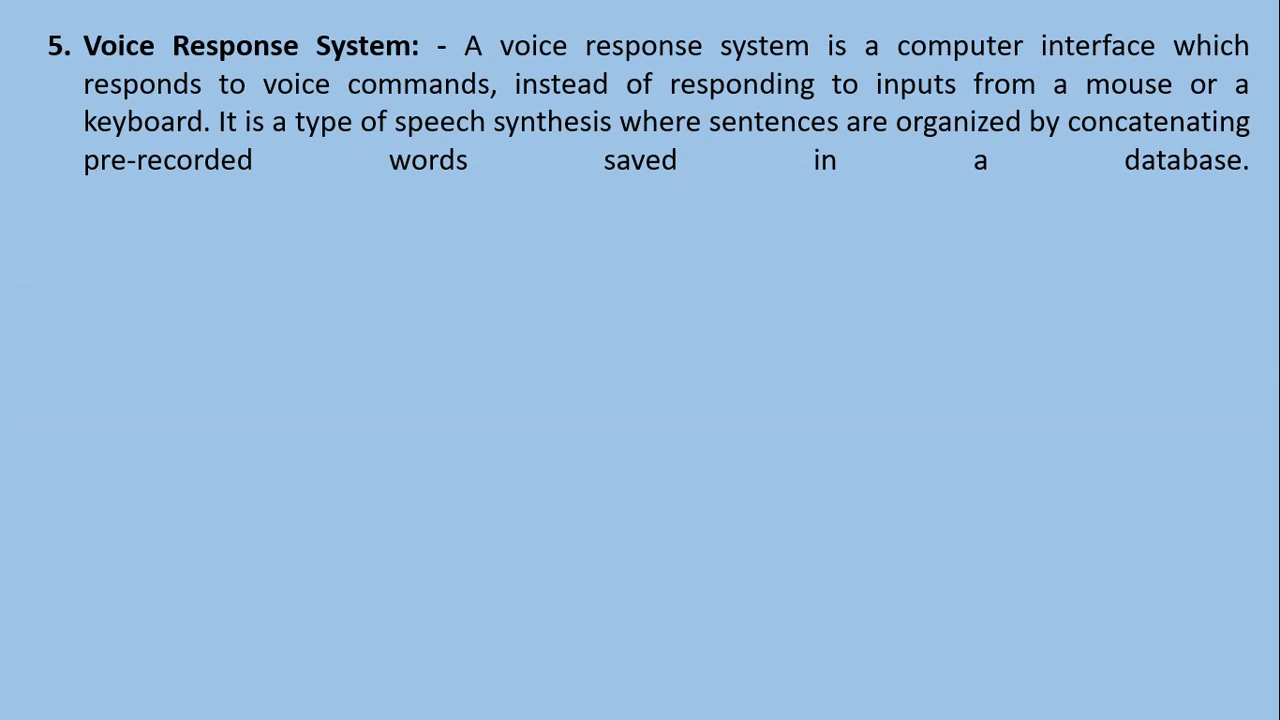 5. Voice Response System: - A voice response system is a computer interface which
responds to voice commands, instead of responding to inputs from a mouse or a
keyboard. It is a type of speech synthesis where sentences are organized by concatenating
pre-recorded words saved in a database.